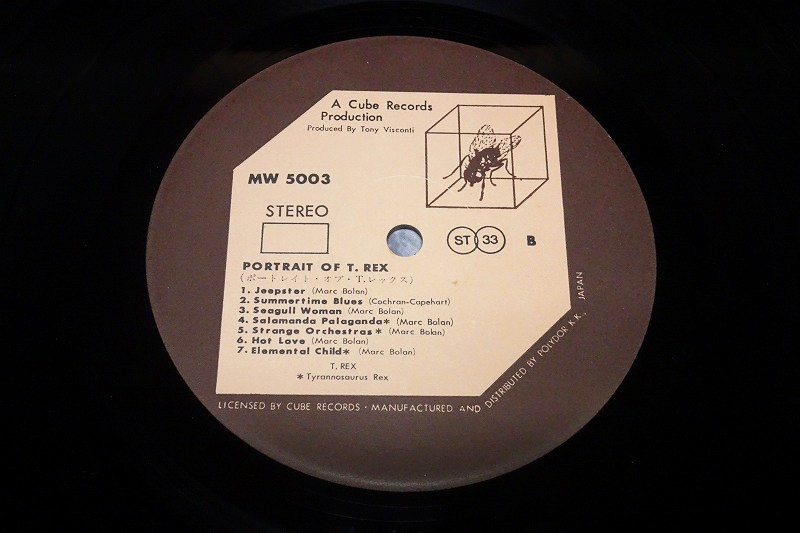 A Cube Records
Production
Produced By Tony Visconti
MW 5003
STEREO
ST 33
B
PORTRAIT OF T. REX
(ポートレイト・オブ・T.レックス)
1. Jeepster (Marc Bolan)
2. Summertime Blues (Cochran-Capehart)
3. Seagull Woman (Marc Bolan)
4. Salamanda Palaganda* (Marc Bolan)
5. Strange Orchestras* (Marc Bolan)
6. Hot Love (Marc Bolan)
7. Elemental Child* (Marc Bolan)
T. REX
* Tyrannosaurus Rex
LICENSED BY CUBE RECORDS · MANUFACTURED AND DISTRIBUTED BY POLYDOR K.K., JAPAN